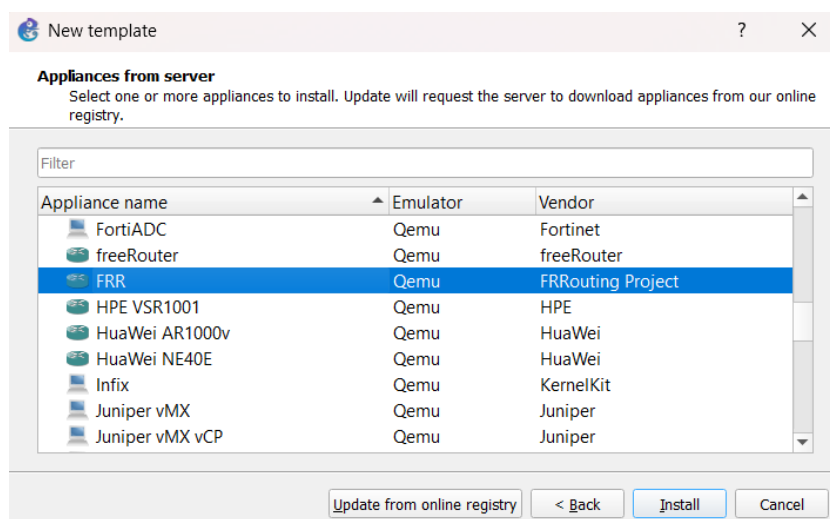 New template
?
Appliances from server
Select one or more appliances to install. Update will request the server to download appliances from our online
registry.
Filter
Appliance name Emulator Vendor
FortiADC Qemu Fortinet
freeRouter Qemu freeRouter
FRR Qemu FRRouting Project
HPE VSR1001 Qemu HPE
HuaWei AR1000v Qemu HuaWei
HuaWei NE40E Qemu HuaWei
Infix Qemu KernelKit
Juniper vMX Qemu Juniper
Juniper vMX vCP Qemu Juniper
Update from online registry < Back Install Cancel